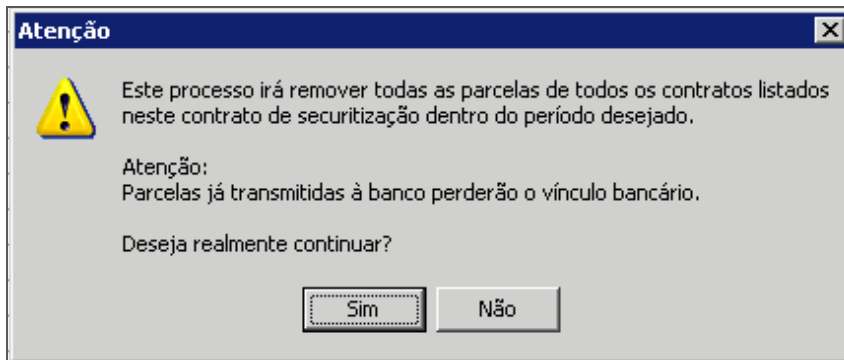 Atenção
Este processo irá remover todas as parcelas de todos os contratos listados
neste contrato de securitização dentro do período desejado.
Atenção:
Parcelas já transmitidas à banco perderão o vínculo bancário.
Deseja realmente continuar?
Sim
Não